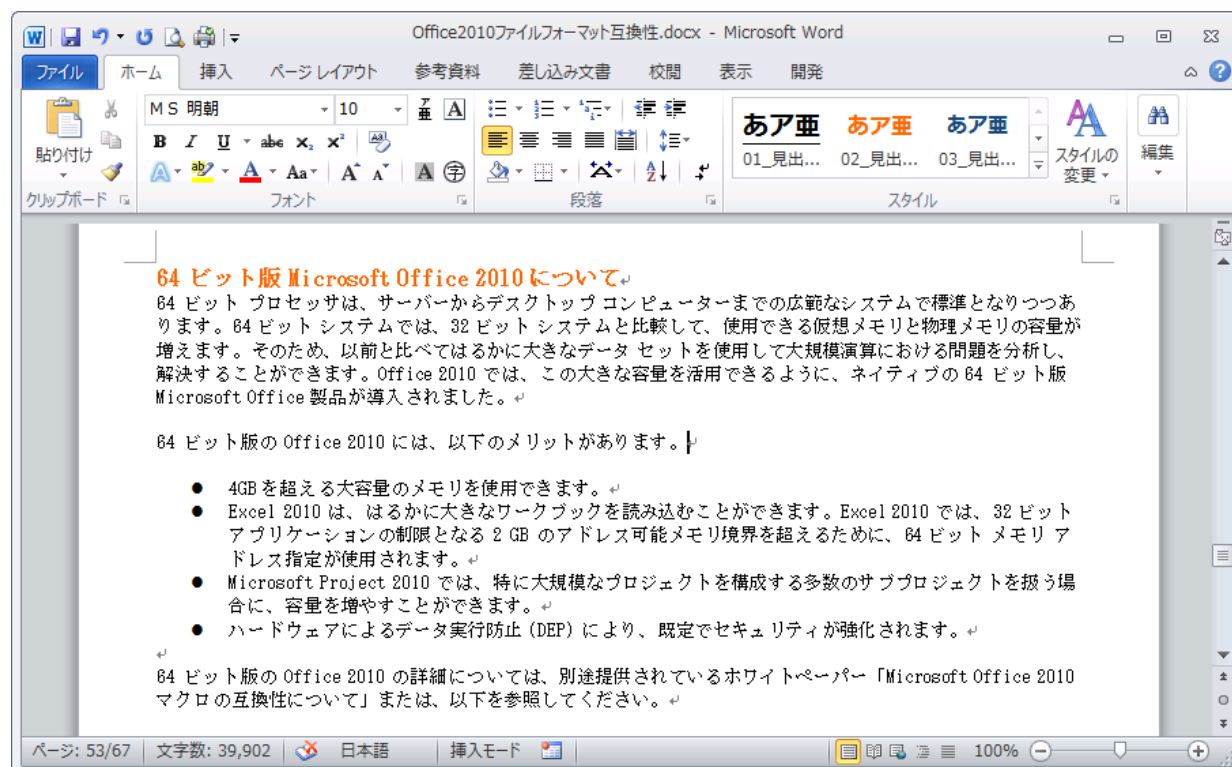 Office2010ファイルフォーマット互換性.docx - Microsoft Word
ファイル ホーム 挿入 ページ レイアウト 参考資料 差し込み文書 校閲 表示 開発
貼り付け
クリップボード
ＭＳ 明朝 10
フォント
段落
あア亜 あア亜 あア亜
01_見出... 02_見出... 03_見出...
スタイルの
変更
スタイル
編集
64 ビット版 Microsoft Office 2010 について
64 ビット プロセッサは、サーバーからデスクトップ コンピューターまでの広範なシステムで標準となりつつあ
ります。64 ビット システムでは、32 ビット システムと比較して、使用できる仮想メモリと物理メモリの容量が
増えます。そのため、以前と比べてはるかに大きなデータ セットを使用して大規模演算における問題を分析し、
解決することができます。Office 2010 では、この大きな容量を活用できるように、ネイティブの 64 ビット版
Microsoft Office 製品が導入されました。
64 ビット版の Office 2010 には、以下のメリットがあります。
● 4GB を超える大容量のメモリを使用できます。
● Excel 2010 は、はるかに大きなワークブックを読み込むことができます。Excel 2010 では、32 ビット
アプリケーションの制限となる 2 GB のアドレス可能メモリ境界を超えるために、64 ビット メモリ ア
ドレス指定が使用されます。
● Microsoft Project 2010 では、特に大規模なプロジェクトを構成する多数のサブプロジェクトを扱う場
合に、容量を増やすことができます。
● ハードウェアによるデータ実行防止 (DEP) により、既定でセキュリティが強化されます。
64 ビット版の Office 2010 の詳細については、別途提供されているホワイトペーパー「Microsoft Office 2010
マクロの互換性について」または、以下を参照してください。
ページ: 53/67 文字数: 39,902 日本語 挿入モード 100%